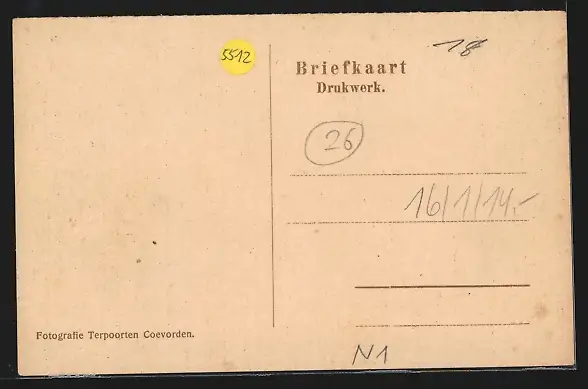 5512
18
Briefkaart
Drukwerk.
26
16/1/14.-
Fotografie Terpoorten Coevorden.
N1